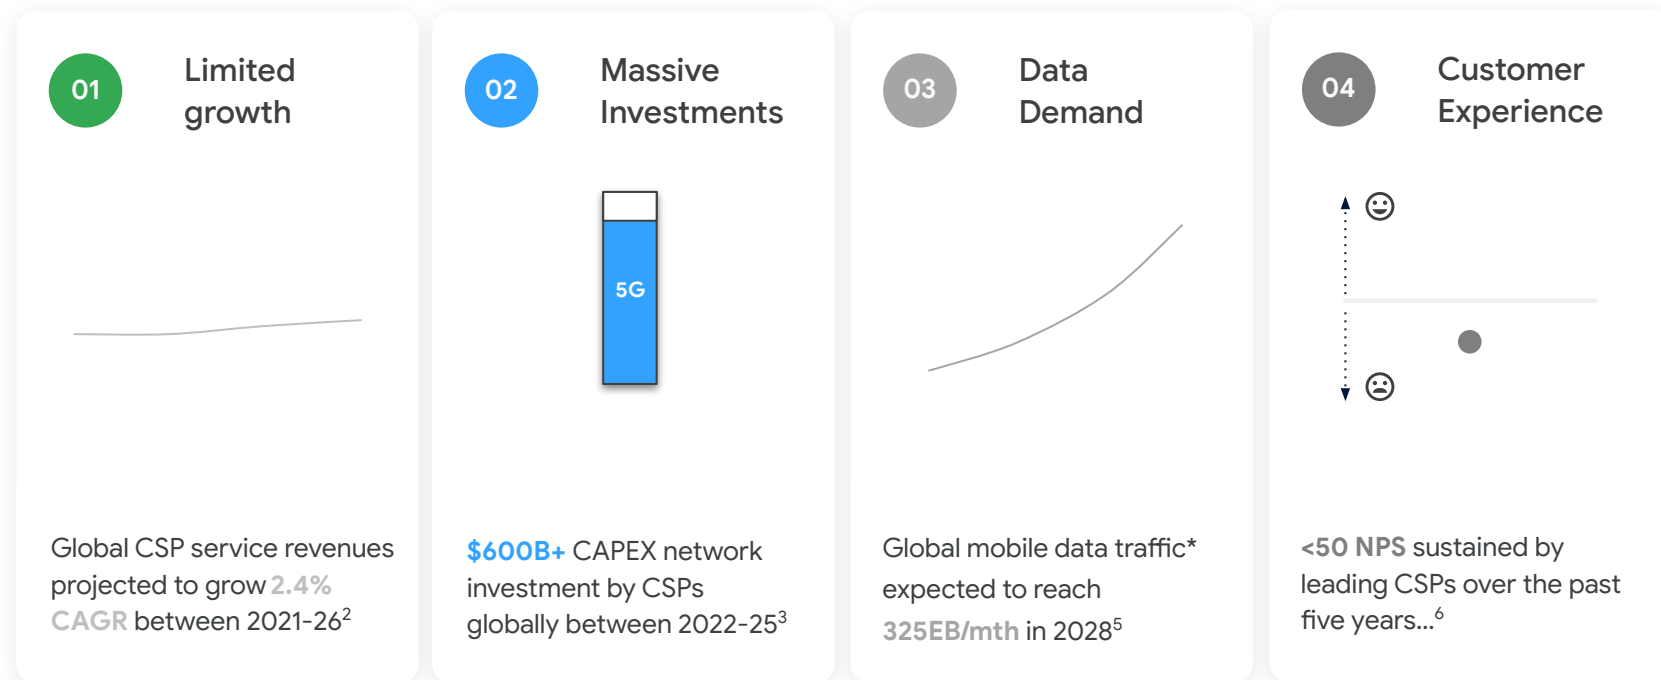 01
Limited
growth
Global CSP service revenues
projected to grow 2.4%
CAGR between 2021-26²
02
Massive
Investments
5G
$600B+ CAPEX network
investment by CSPs
globally between 2022-25³
03
Data
Demand
Global mobile data traffic*
expected to reach
325EB/mth in 2028⁵
04
Customer
Experience
<50 NPS sustained by
leading CSPs over the past
five years...⁶